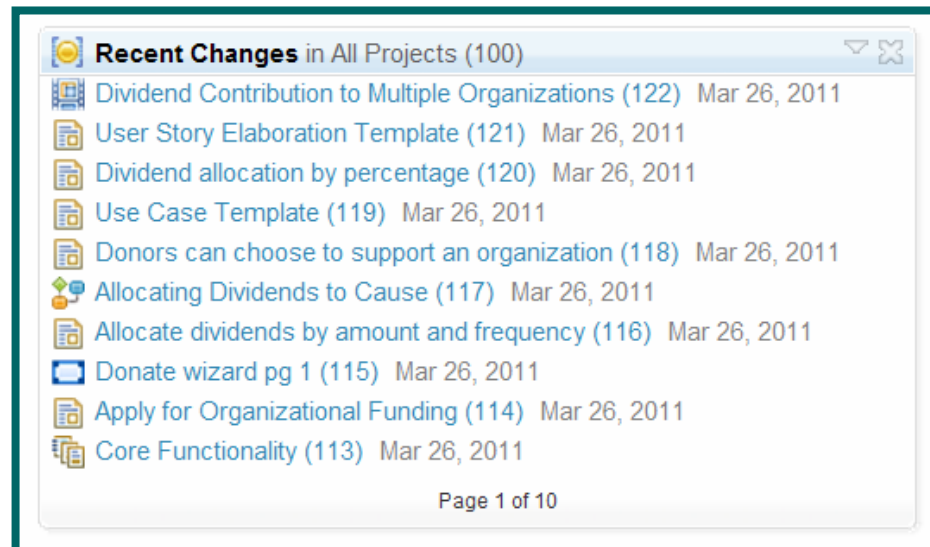 Recent Changes in All Projects (100)
Dividend Contribution to Multiple Organizations (122) Mar 26, 2011
User Story Elaboration Template (121) Mar 26, 2011
Dividend allocation by percentage (120) Mar 26, 2011
Use Case Template (119) Mar 26, 2011
Donors can choose to support an organization (118) Mar 26, 2011
Allocating Dividends to Cause (117) Mar 26, 2011
Allocate dividends by amount and frequency (116) Mar 26, 2011
Donate wizard pg 1 (115) Mar 26, 2011
Apply for Organizational Funding (114) Mar 26, 2011
Core Functionality (113) Mar 26, 2011
Page 1 of 10